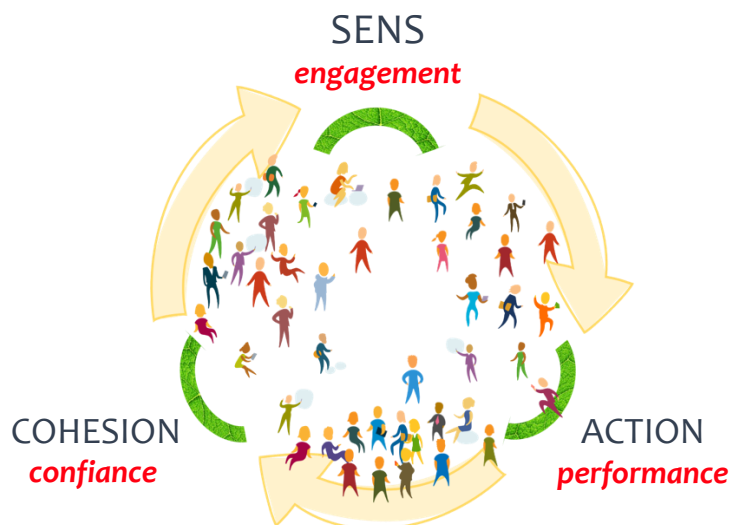 SENS
engagement
COHESION
confiance
ACTION
performance